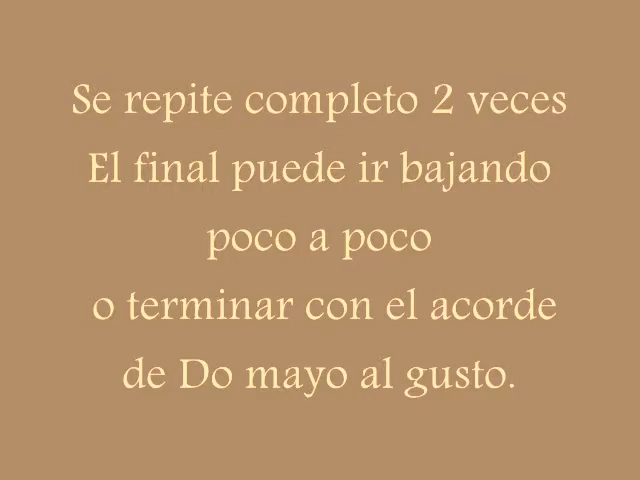 Se repite completo 2 veces
El final puede ir bajando
poco a poco
o terminar con el acorde
de Do mayo al gusto.